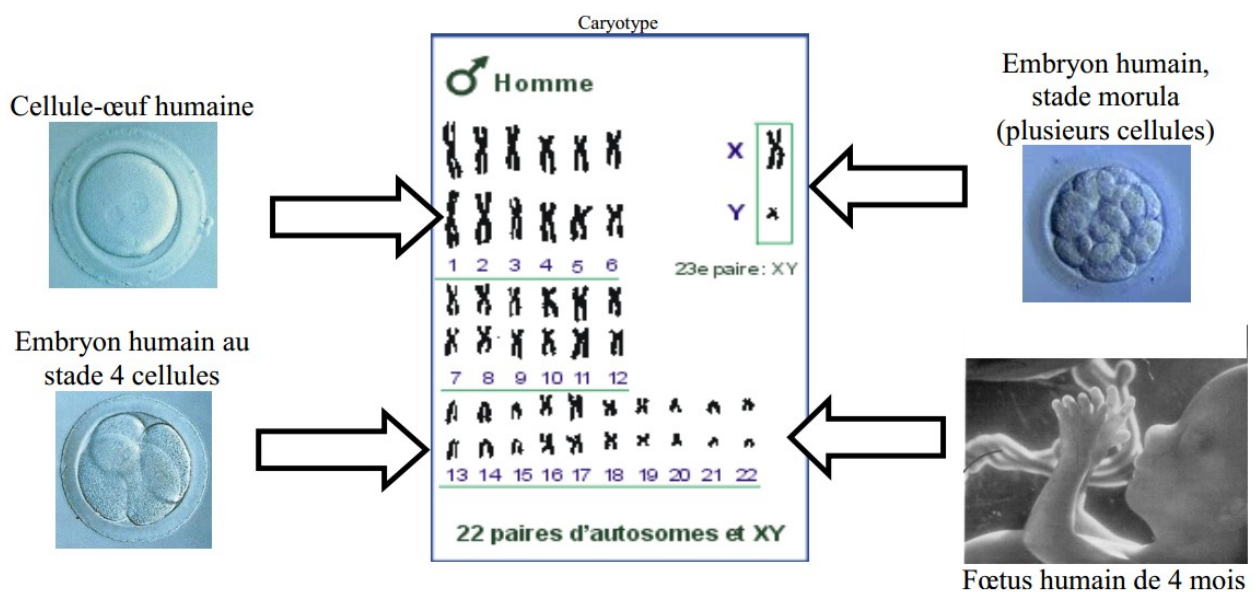 Caryotype
Cellule-œuf humaine
Embryon humain au
stade 4 cellules
♂ Homme
X
Y
1 2 3 4 5 6
23e paire: XY
7 8 9 10 11 12
13 14 15 16 17 18 19 20 21 22
22 paires d'autosomes et XY
Embryon humain,
stade morula
(plusieurs cellules)
Fœtus humain de 4 mois